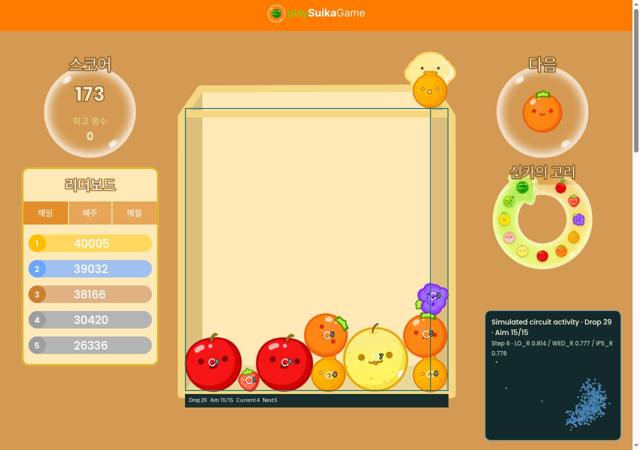 playSuikaGame
스코어
173
최고 점수
0
리더보드
매일 매주 매월
1 40005
2 39032
3 38166
4 30420
5 26336
다음
신카의 고리
Simulated circuit activity · Drop 29
· Aim 15/15
Step 6 · LO_R 0.814 / WED_R 0.777 / IPS_R
0.776
Drop 29 Aim 15/15 Current 4 Next 5